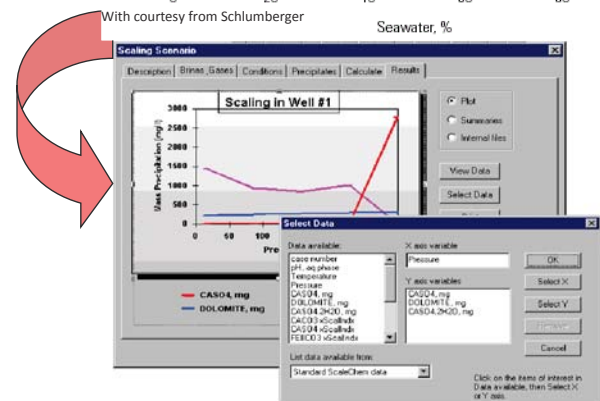 With courtesy from Schlumberger
Seawater, %
Scaling Scenario
Description Brines, Gases Conditions Precipitates Calculate Results
Scaling in Well #1
Mass Precipitation (mg/l)
3000
2500
2000
1500
1000
500
0
0 50 100
Pre
CASO4, mg
DOLOMITE, mg
Plot
Summaries
Internal files
View Data
Select Data
Select Data
Data available:
case number
pH, aq phase
Temperature
Pressure
CASO4, mg
DOLOMITE, mg
CASO4.2H2O, mg
CACO3 xScalIndx
CASO4 xScalIndx
FEIICO3 xScalIndx
List data available from:
Standard ScaleChem data
X axis variable
Pressure
Y axis variables
CASO4, mg
DOLOMITE, mg
CASO4.2H2O, mg
OK
Select X
Select Y
Cancel
Click on the items of interest in
Data available, then Select X
or Y axis.